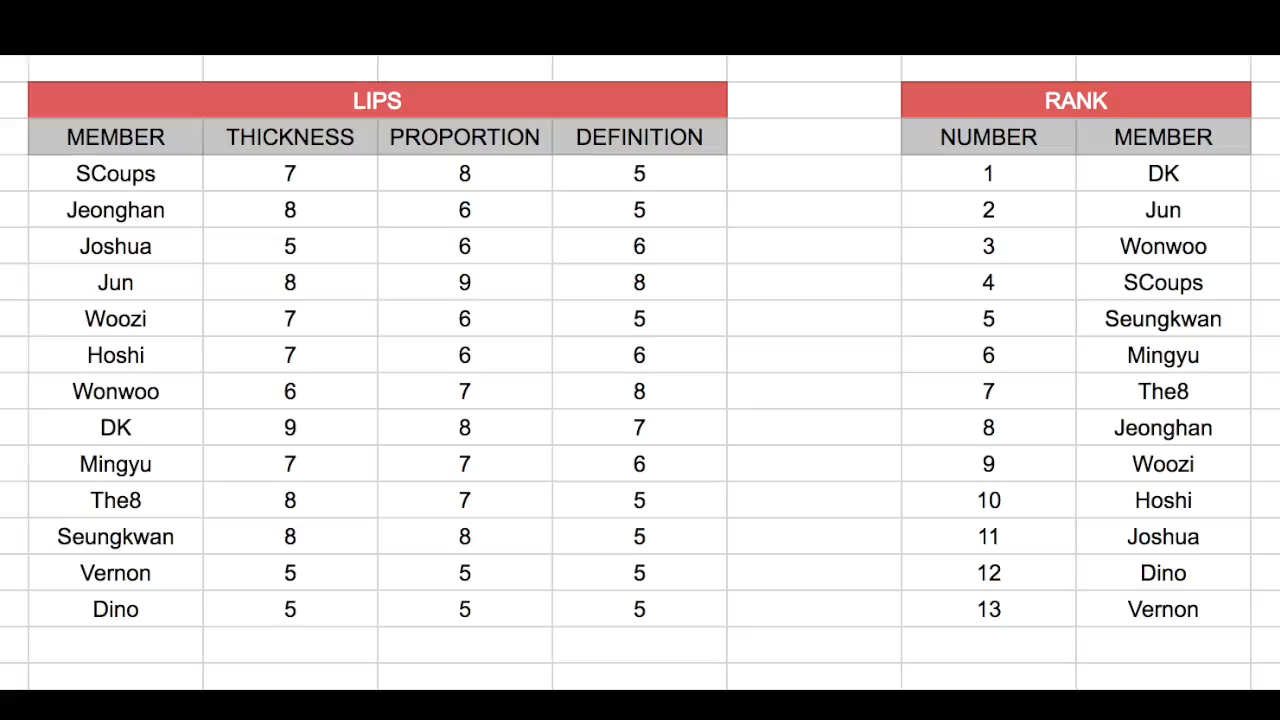 LIPS RANK
MEMBER THICKNESS PROPORTION DEFINITION NUMBER MEMBER
SCoups 7 8 5 1 DK
Jeonghan 8 6 5 2 Jun
Joshua 5 6 6 3 Wonwoo
Jun 8 9 8 4 SCoups
Woozi 7 6 5 5 Seungkwan
Hoshi 7 6 6 6 Mingyu
Wonwoo 6 7 8 7 The8
DK 9 8 7 8 Jeonghan
Mingyu 7 7 6 9 Woozi
The8 8 7 5 10 Hoshi
Seungkwan 8 8 5 11 Joshua
Vernon 5 5 5 12 Dino
Dino 5 5 5 13 Vernon